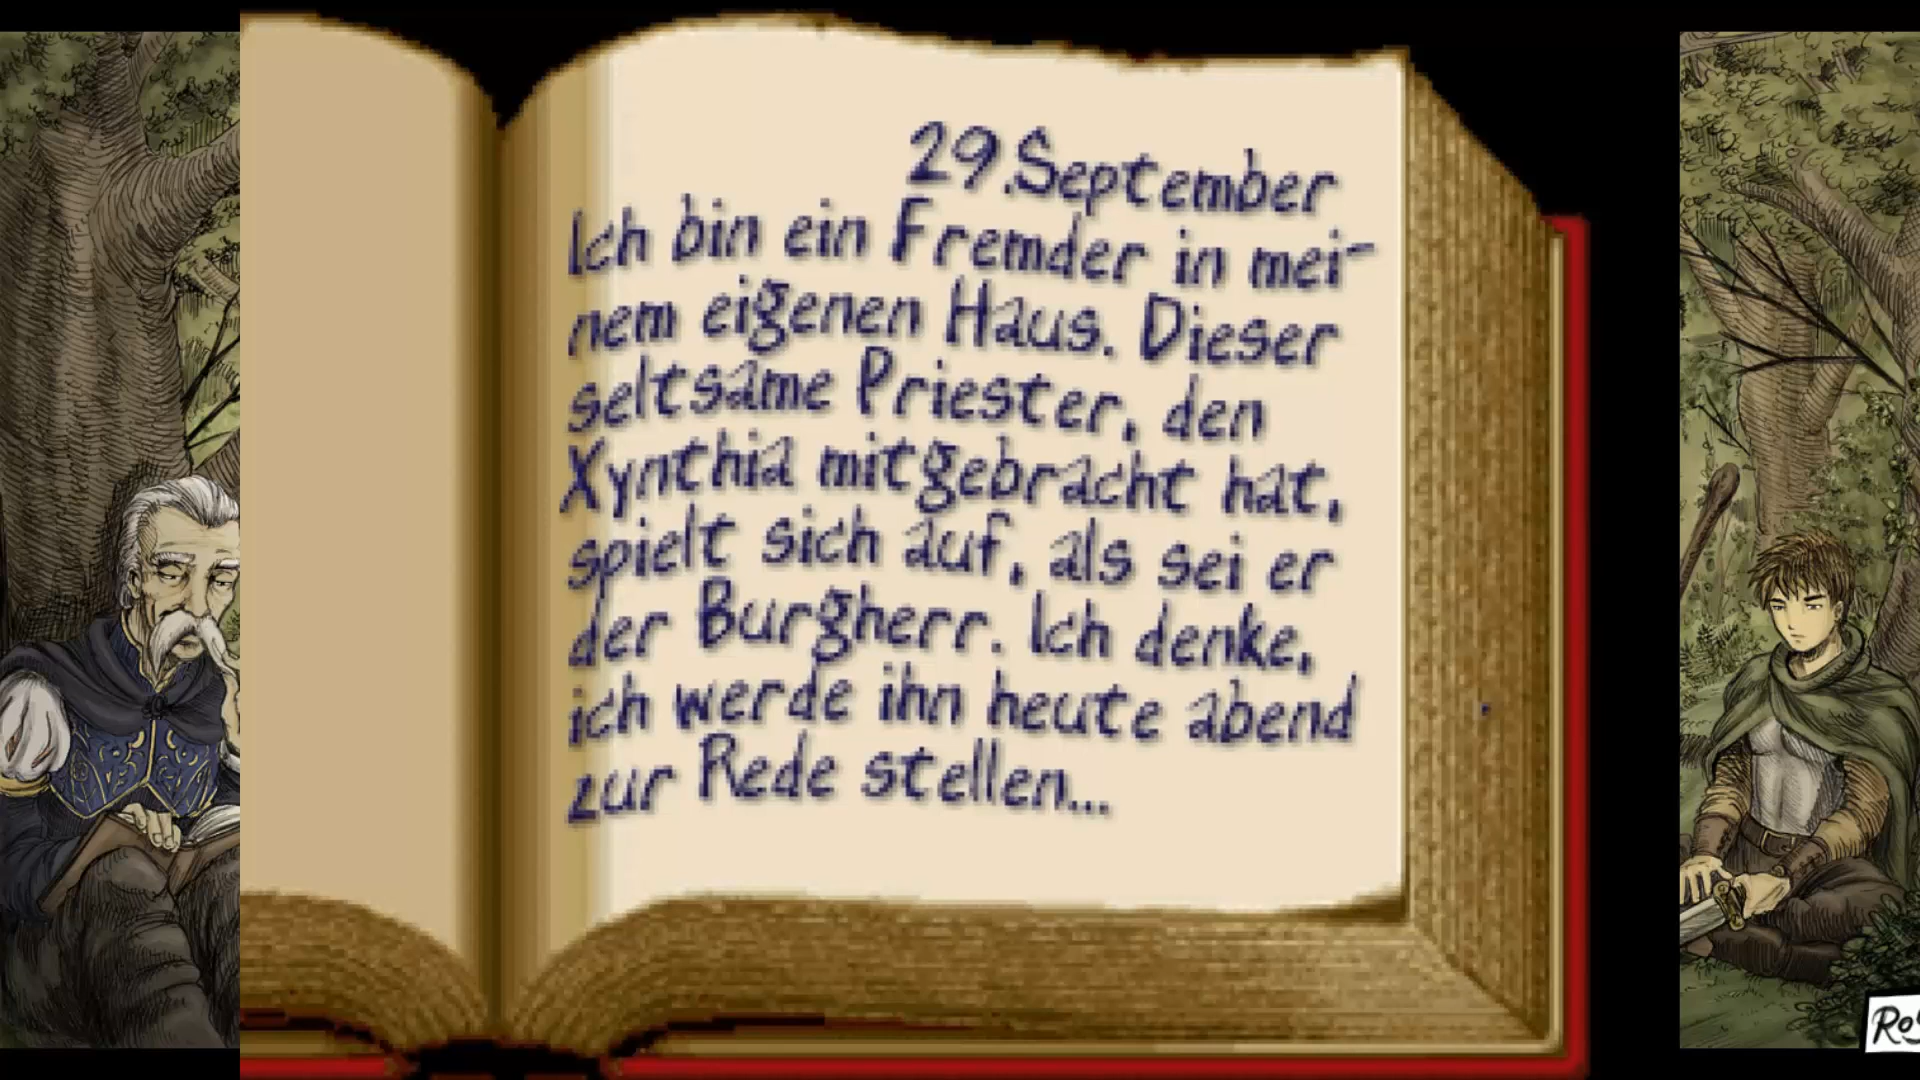 29.September
Ich bin ein Fremder in mei-
nem eigenen Haus. Dieser
seltsame Priester, den
Xynthia mitgebracht hat,
spielt sich auf, als sei er
der Burgherr. Ich denke,
ich werde ihn heute abend
zur Rede stellen...